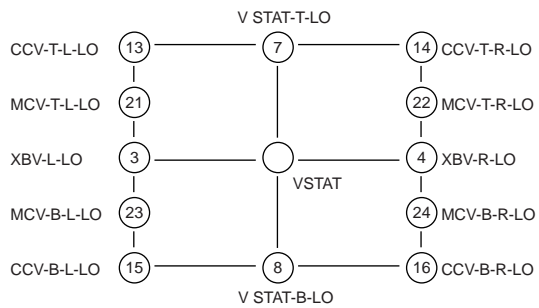 V STAT-T-LO
CCV-T-L-LO 13 7 14 CCV-T-R-LO
MCV-T-L-LO 21 22 MCV-T-R-LO
XBV-L-LO 3 4 XBV-R-LO
VSTAT
MCV-B-L-LO 23 24 MCV-B-R-LO
CCV-B-L-LO 15 8 16 CCV-B-R-LO
V STAT-B-LO